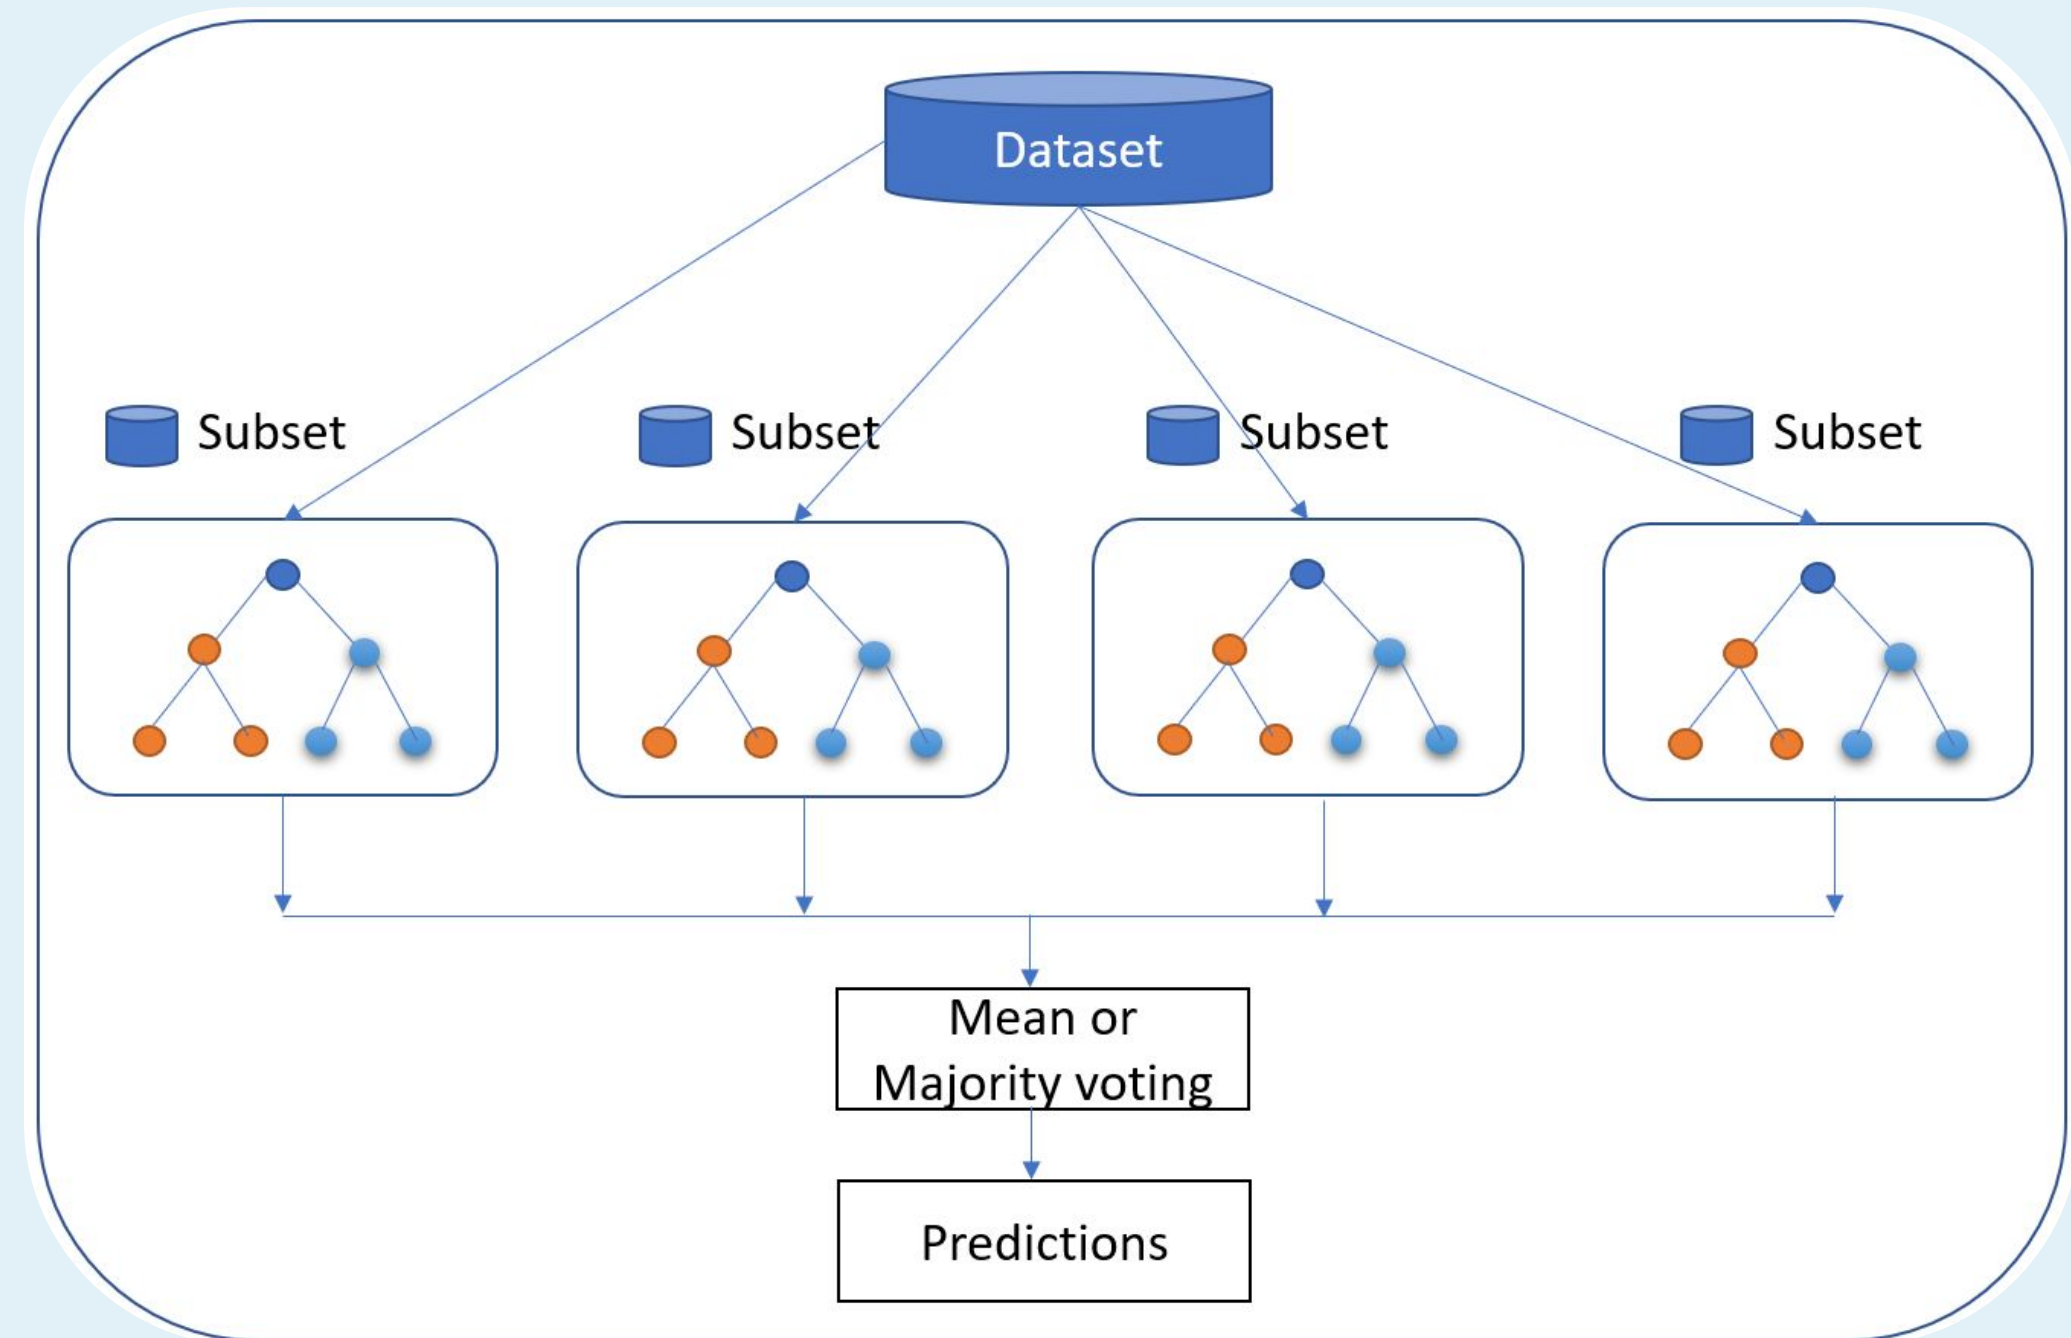 Dataset
Subset
Subset
Subset
Subset
Mean or
Majority voting
Predictions